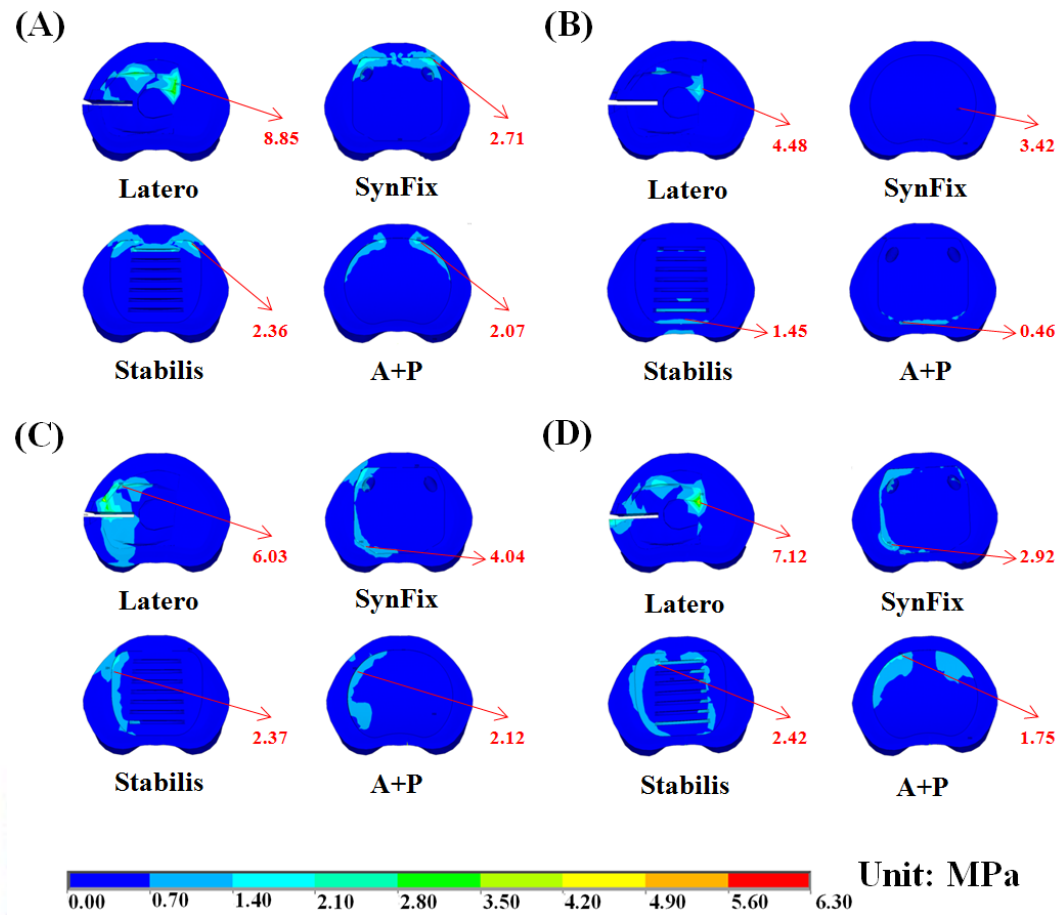 (A)
(B)
8.85
2.71
4.48
3.42
Latero
SynFix
Latero
SynFix
2.36
2.07
1.45
0.46
Stabilis
A+P
Stabilis
A+P
(C)
(D)
6.03
4.04
7.12
2.92
Latero
SynFix
Latero
SynFix
2.37
2.12
2.42
1.75
Stabilis
A+P
Stabilis
A+P
Unit: MPa
0.00 0.70 1.40 2.10 2.80 3.50 4.20 4.90 5.60 6.30